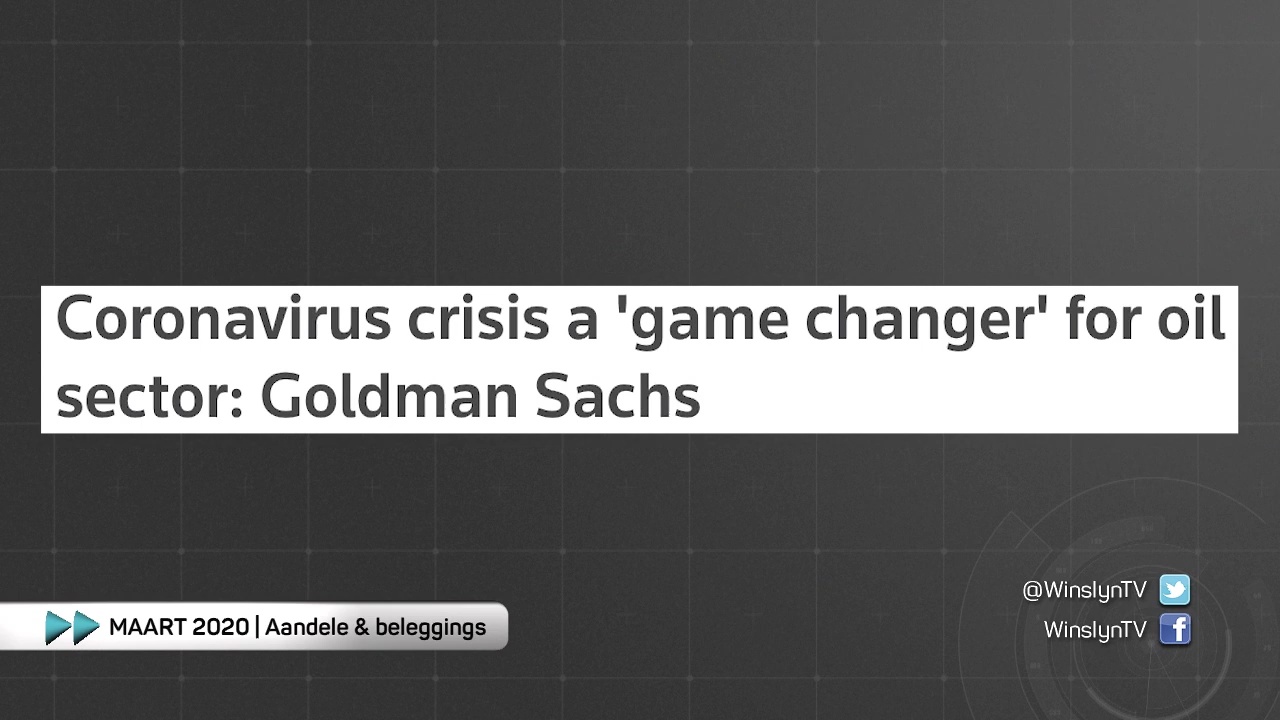 Coronavirus crisis a 'game changer' for oil
sector: Goldman Sachs
@WinslynTV
WinslynTV
MAART 2020 | Aandele & beleggings